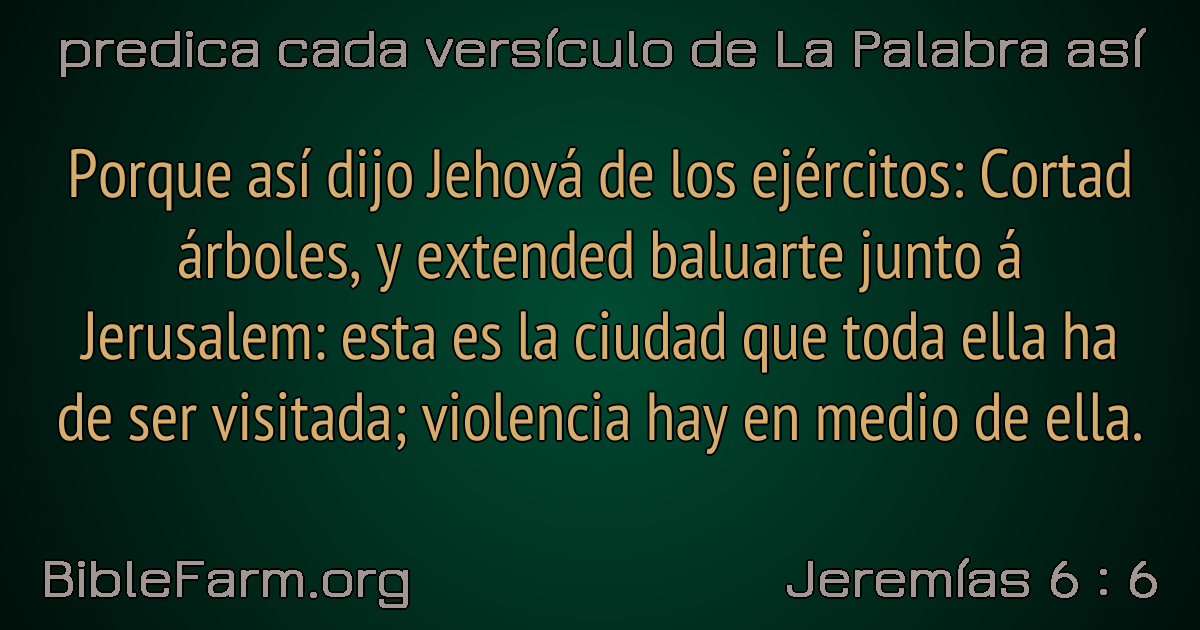 predica cada versículo de La Palabra así
Porque así dijo Jehová de los ejércitos: Cortad
árboles, y extended baluarte junto á
Jerusalem: esta es la ciudad que toda ella ha
de ser visitada; violencia hay en medio de ella.
BibleFarm.org
Jeremías 6 : 6